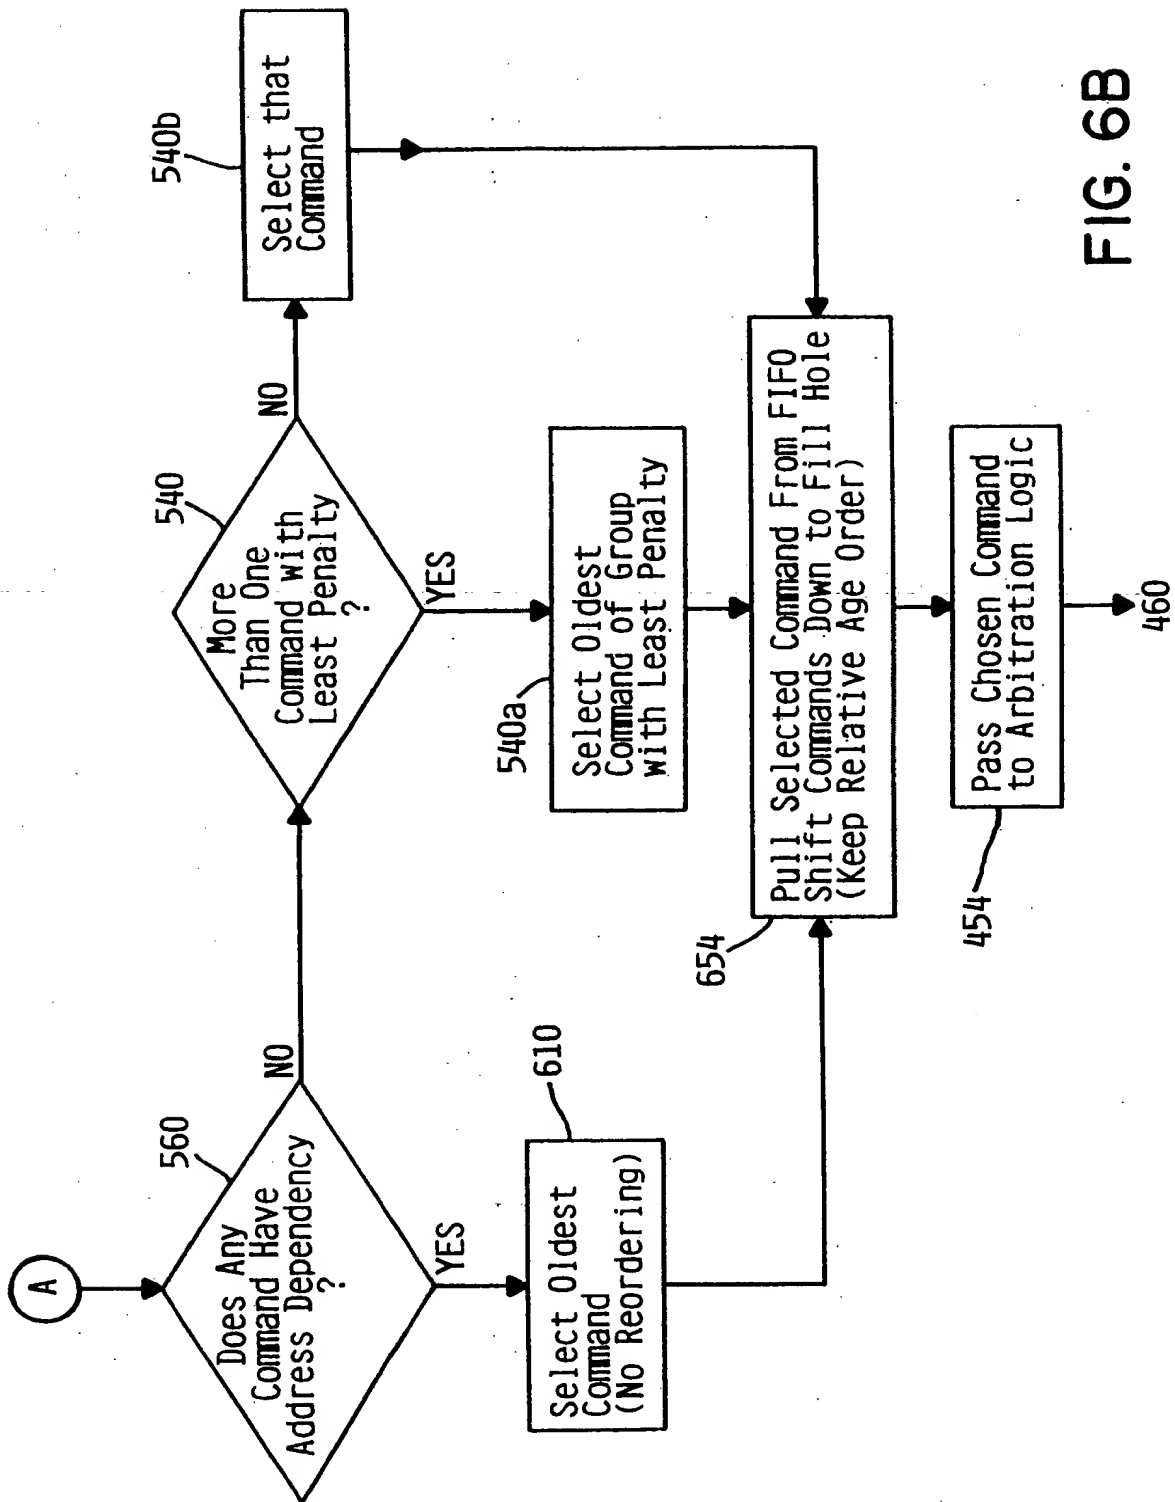 A
560
Does Any
Command Have
Address Dependency
?
NO
YES
610
Select Oldest
Command
(No Reordering)
540
More
Than One
Command with
Least Penalty
?
NO
YES
540b
Select that
Command
540a
Select Oldest
Command of Group
with Least Penalty
654
Pull Selected Command From FIFO
Shift Commands Down to Fill Hole
(Keep Relative Age Order)
454
Pass Chosen Command
to Arbitration Logic
460
FIG. 6B